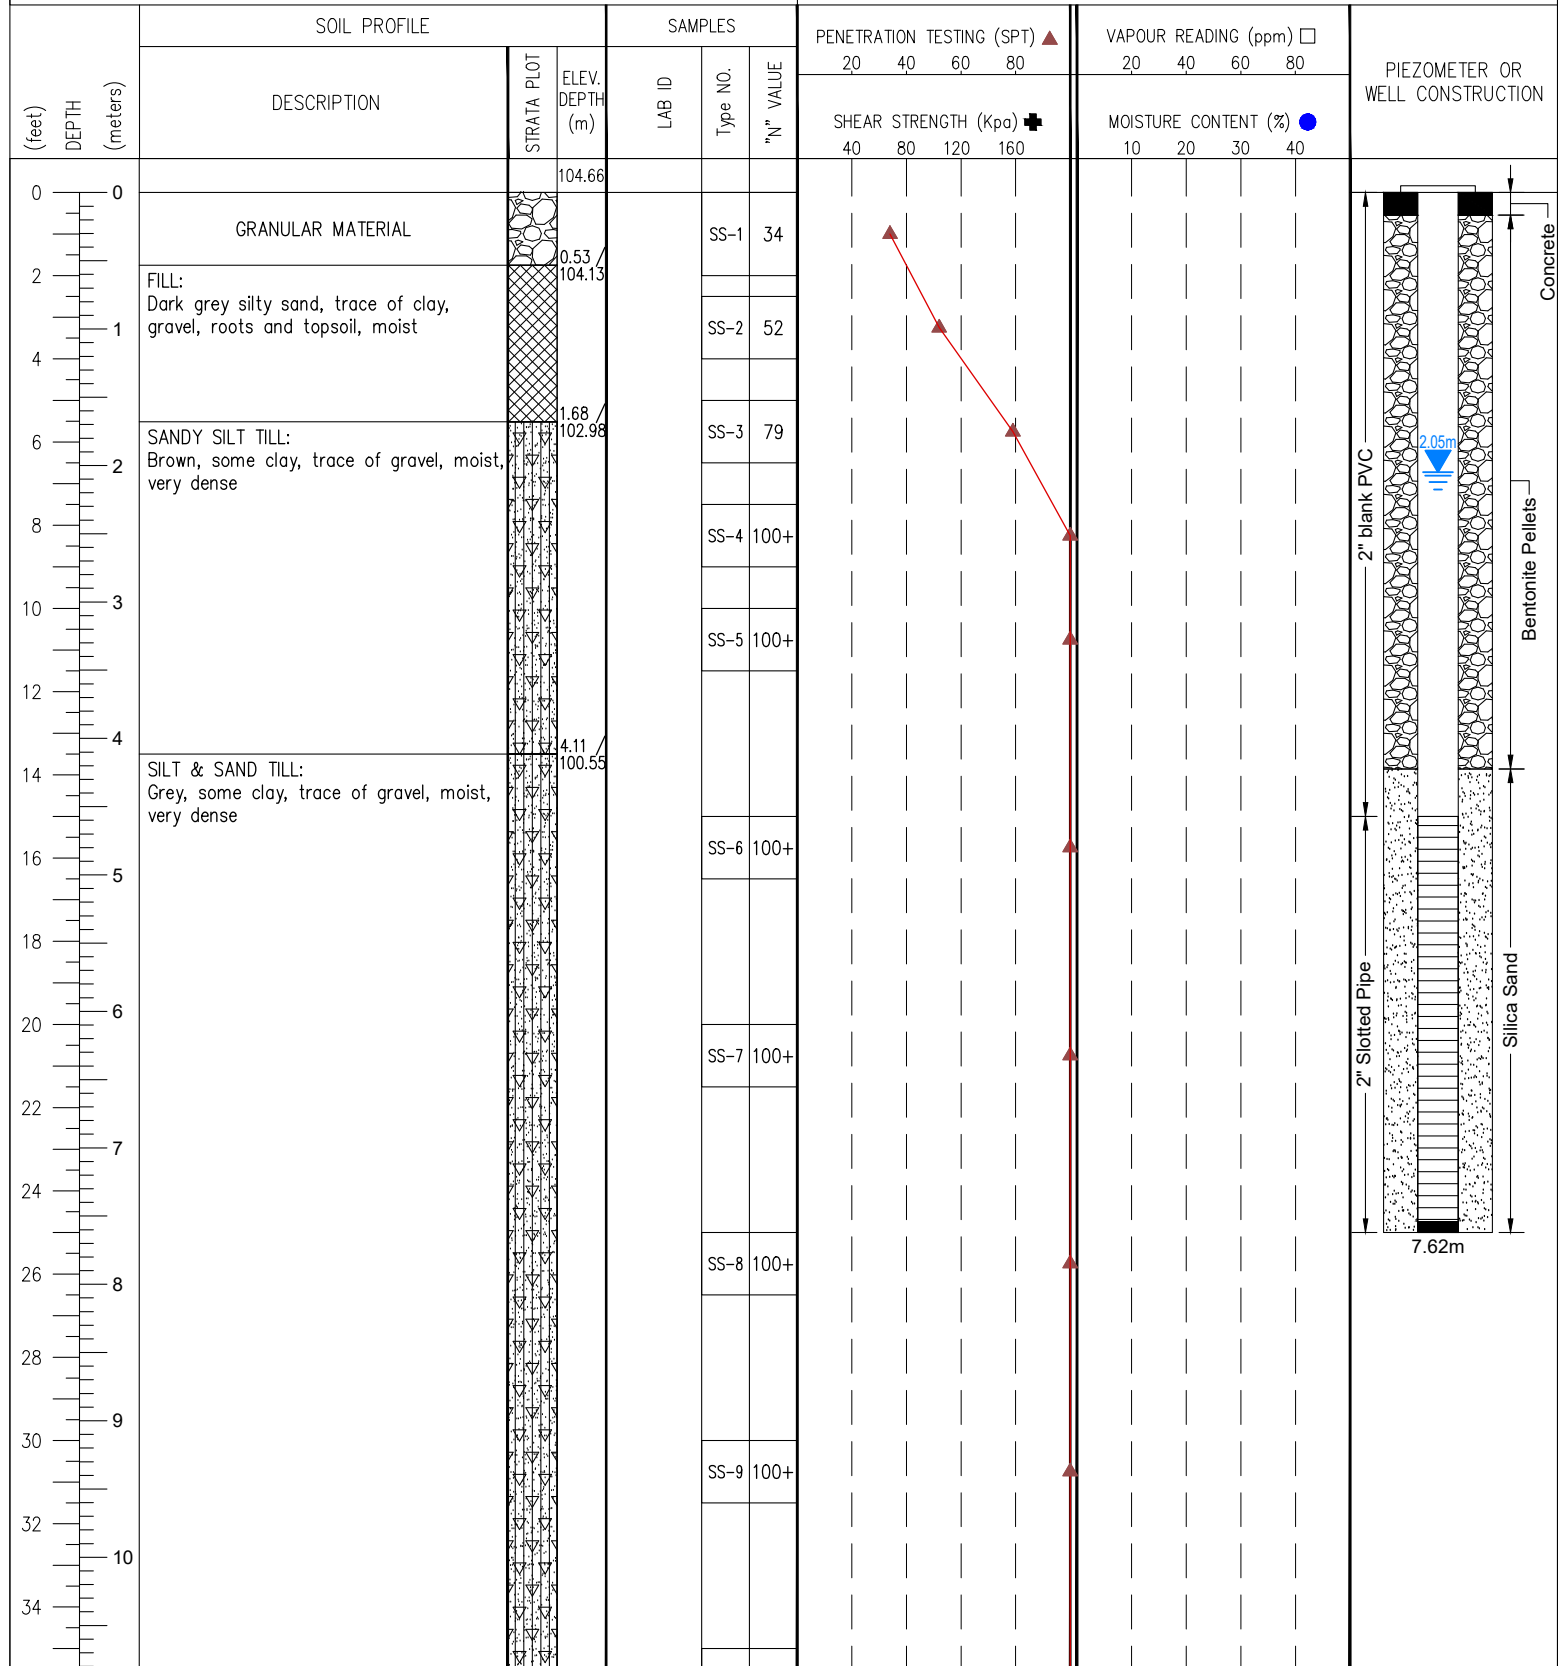 SOIL PROFILE
SAMPLES
PENETRATION TESTING (SPT)
20 40 60 80
SHEAR STRENGTH (Kpa)
40 80 120 160
VAPOUR READING (ppm)
20 40 60 80
MOISTURE CONTENT (%)
10 20 30 40
PIEZOMETER OR
WELL CONSTRUCTION
(feet)
DEPTH
(meters)
DESCRIPTION
STRATA PLOT
ELEV.
DEPTH
(m)
LAB ID
Type NO.
"N" VALUE
104.66
0 0
GRANULAR MATERIAL
SS-1 34
0.53
104.13
2
FILL:
Dark grey silty sand, trace of clay,
gravel, roots and topsoil, moist
1
SS-2 52
4
1.68
102.98
SS-3 79
6
SANDY SILT TILL:
Brown, some clay, trace of gravel, moist,
very dense
2
2.05m
8
SS-4 100+
10
3
SS-5 100+
12
4
4.11
100.55
14
SILT & SAND TILL:
Grey, some clay, trace of gravel, moist,
very dense
16
SS-6 100+
5
18
6
20
SS-7 100+
22
7
24
7.62m
SS-8 100+
26
8
28
9
30
SS-9 100+
32
10
34
Concrete
2" blank PVC
Bentonite Pellets
2" Slotted Pipe
Silica Sand